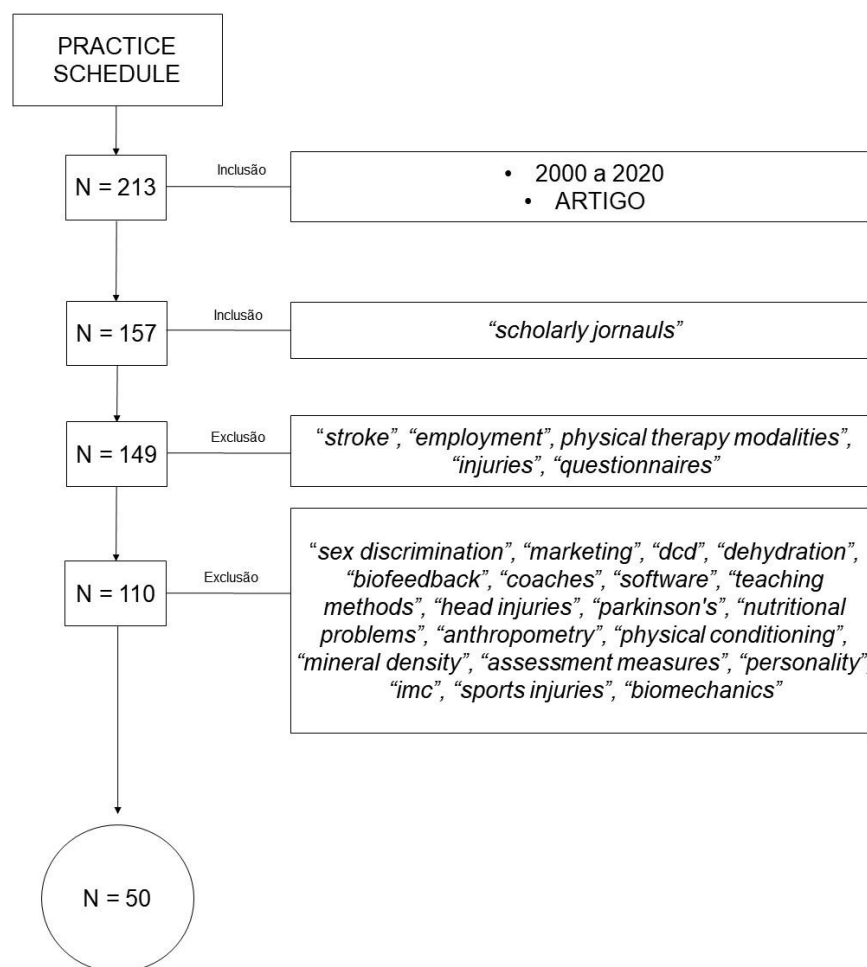 PRACTICE
SCHEDULE
N = 213
Inclusão
• 2000 a 2020
• ARTIGO
N = 157
Inclusão
“scholarly jornauls”
N = 149
Exclusão
“stroke”, “employment”, physical therapy modalities”,
“injuries”, “questionnaires”
N = 110
Exclusão
“sex discrimination”, “marketing”, “dcd”, “dehydration”,
“biofeedback”, “coaches”, “software”, “teaching
methods”, “head injuries”, “parkinson's”, “nutritional
problems”, “anthropometry”, “physical conditioning”,
“mineral density”, “assessment measures”, “personality”,
“imc”, “sports injuries”, “biomechanics”
N = 50